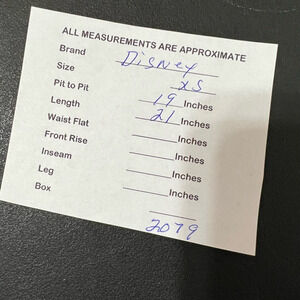 ALL MEASUREMENTS ARE APPROXIMATE
Brand Disney
Size XS
Pit to Pit 19 Inches
Length 21 Inches
Waist Flat Inches
Front Rise Inches
Inseam Inches
Leg Inches
Box
2079